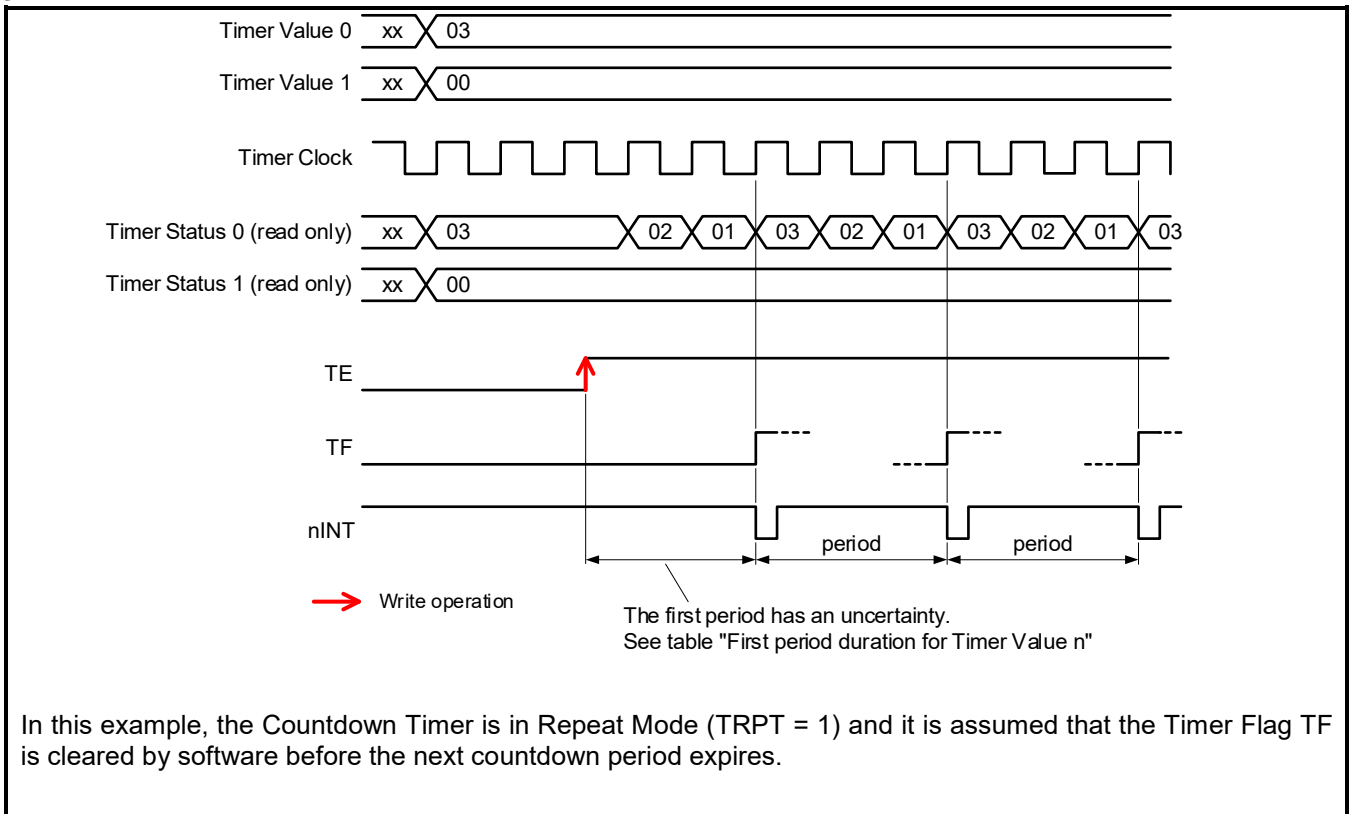 Timer Value 0 xx 03
Timer Value 1 xx 00
Timer Clock
Timer Status 0 (read only) xx 03 02 01 03 02 01 03 02 01 03
Timer Status 1 (read only) xx 00
TE
TF
nINT
period period
Write operation
The first period has an uncertainty.
See table "First period duration for Timer Value n"
In this example, the Countdown Timer is in Repeat Mode (TRPT = 1) and it is assumed that the Timer Flag TF
is cleared by software before the next countdown period expires.